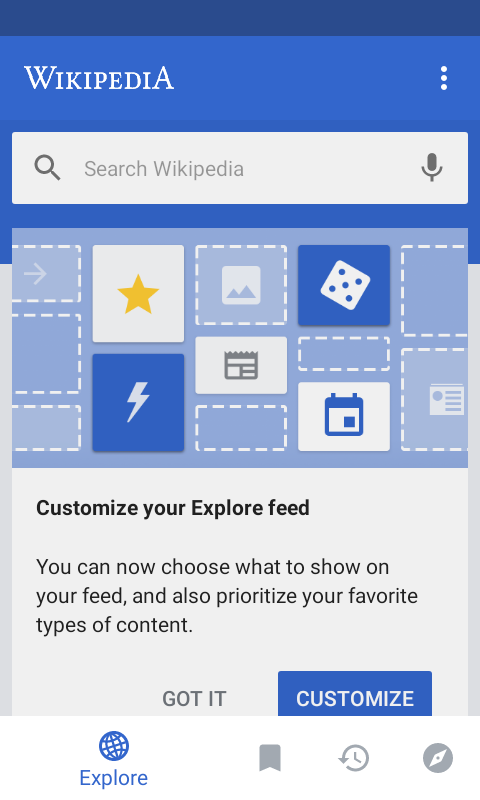 WIKIPEDIA
Search Wikipedia
Customize your Explore feed
You can now choose what to show on
your feed, and also prioritize your favorite
types of content.
GOT IT
CUSTOMIZE
Explore